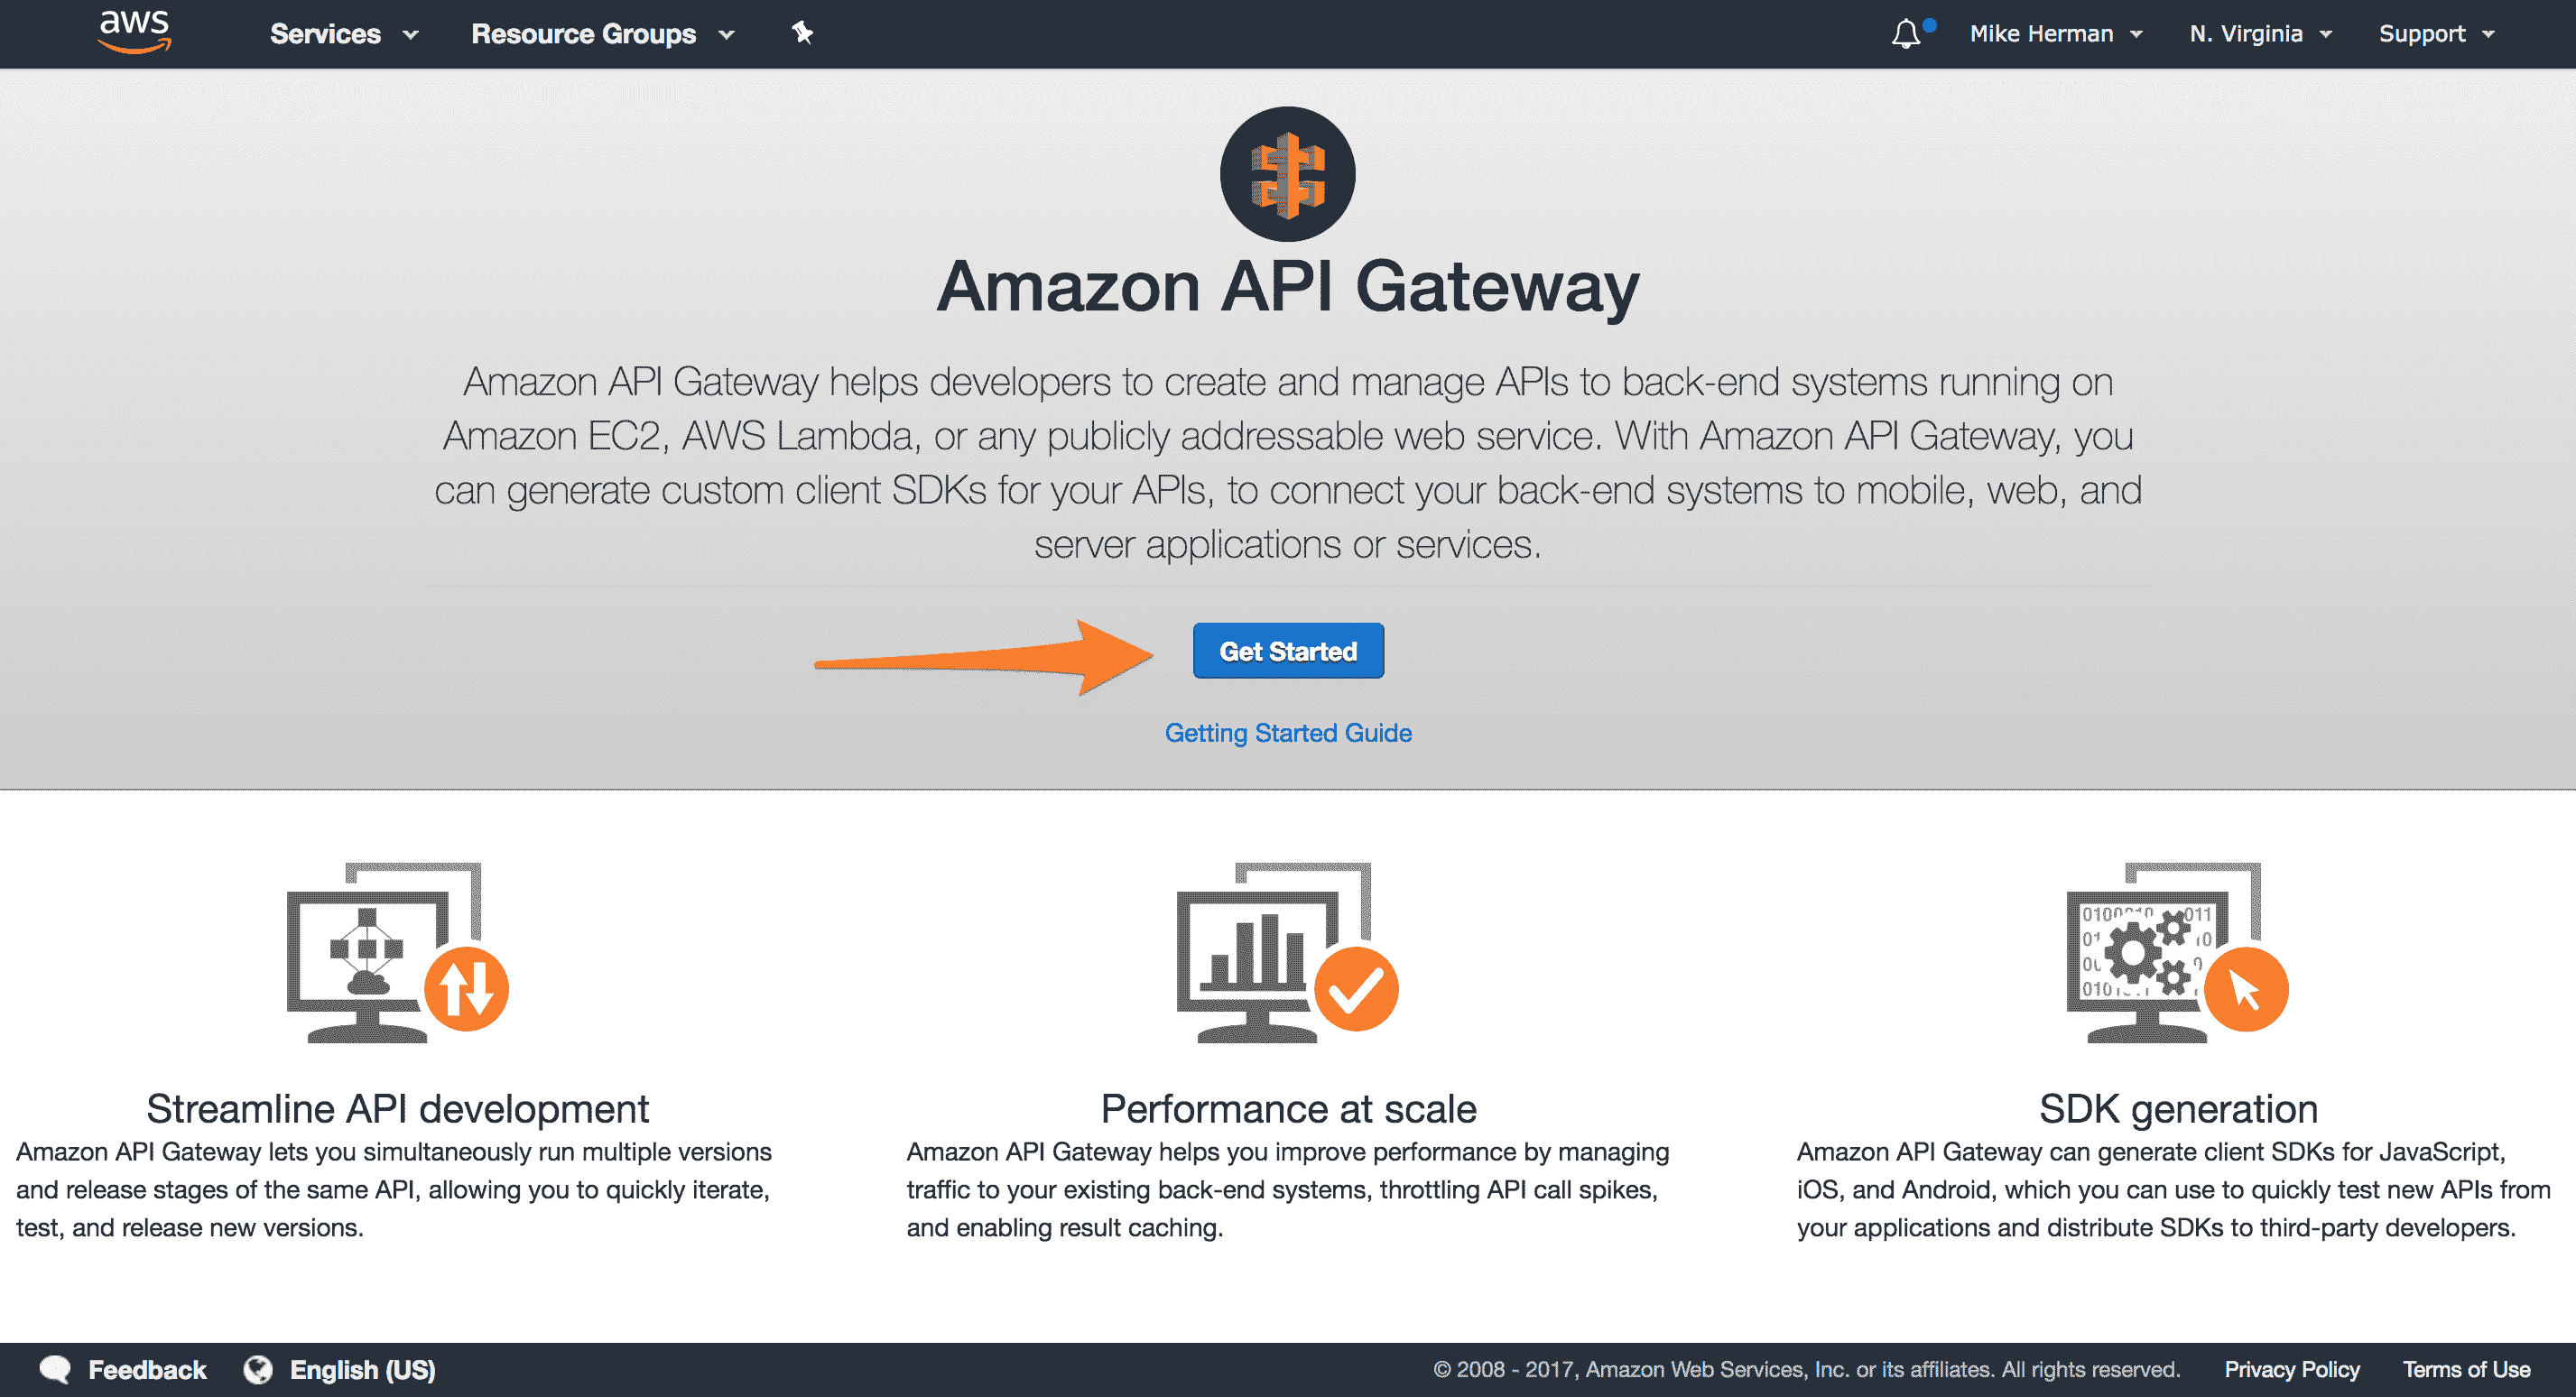 aws
Services
Resource Groups
Mike Herman
N. Virginia
Support
Amazon API Gateway
Amazon API Gateway helps developers to create and manage APIs to back-end systems running on
Amazon EC2, AWS Lambda, or any publicly addressable web service. With Amazon API Gateway, you
can generate custom client SDKs for your APIs, to connect your back-end systems to mobile, web, and
server applications or services.
Get Started
Getting Started Guide
Streamline API development
Amazon API Gateway lets you simultaneously run multiple versions
and release stages of the same API, allowing you to quickly iterate,
test, and release new versions.
Performance at scale
Amazon API Gateway helps you improve performance by managing
traffic to your existing back-end systems, throttling API call spikes,
and enabling result caching.
SDK generation
Amazon API Gateway can generate client SDKs for JavaScript,
iOS, and Android, which you can use to quickly test new APIs from
your applications and distribute SDKs to third-party developers.
Feedback
English (US)
© 2008 - 2017, Amazon Web Services, Inc. or its affiliates. All rights reserved.
Privacy Policy
Terms of Use